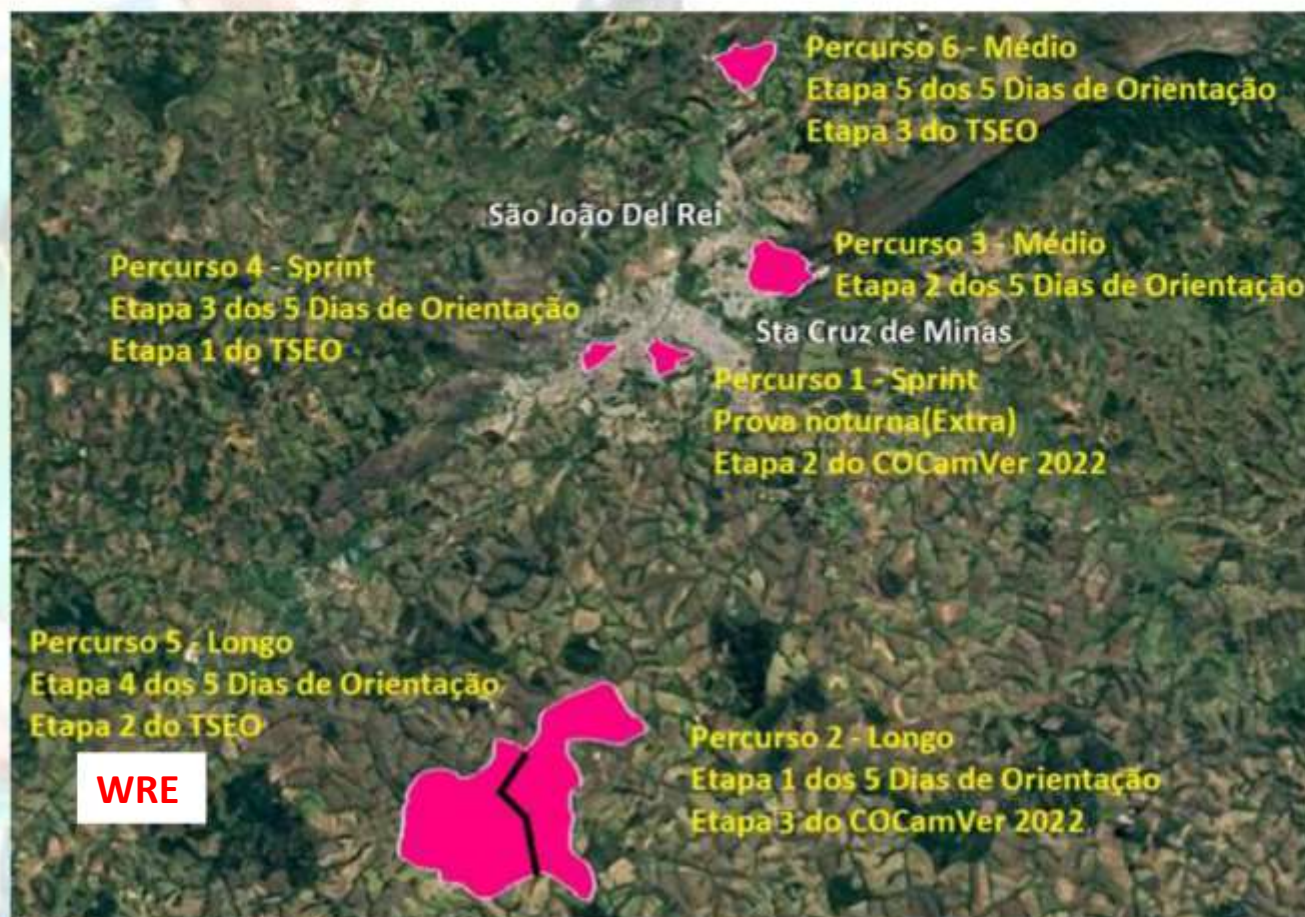 Percurso 6 - Médio
Etapa 5 dos 5 Dias de Orientação
Etapa 3 do TSEO
São João Del Rei
Percurso 3 - Médio
Etapa 2 dos 5 Dias de Orientação
Percurso 4 - Sprint
Etapa 3 dos 5 Dias de Orientação
Etapa 1 do TSEO
Sta Cruz de Minas
Percurso 1 - Sprint
Prova noturna(Extra)
Etapa 2 do COCamVer 2022
Percurso 5 - Longo
Etapa 4 dos 5 Dias de Orientação
Etapa 2 do TSEO
WRE
Percurso 2 - Longo
Etapa 1 dos 5 Dias de Orientação
Etapa 3 do COCamVer 2022